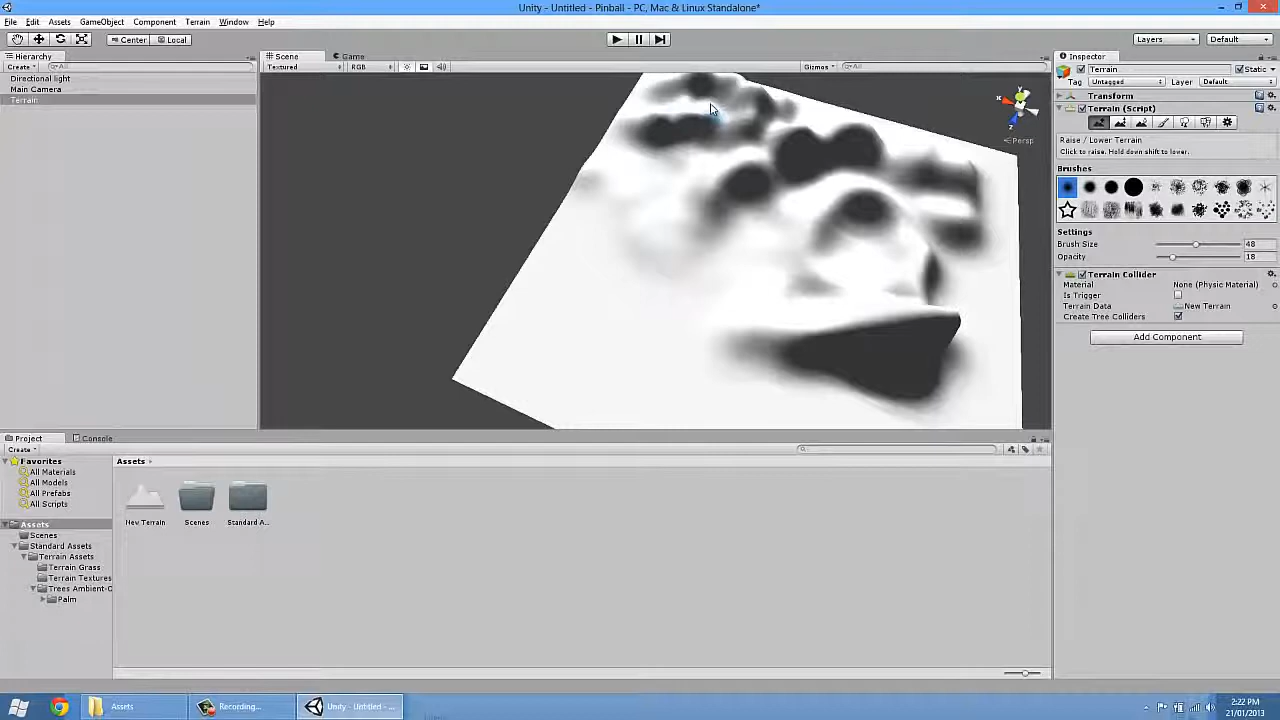 Unity - Untitled - Pinball - PC, Mac & Linux Standalone*
File Edit Assets GameObject Component Terrain Window Help
Center Local
Layers Default
Hierarchy
Create All
Directional light
Main Camera
Terrain
Scene Game
Textured RGB Gizmos All
Persp
y
x
z
Inspector
Terrain Static
Tag Untagged Layer Default
Transform
Terrain (Script)
Raise / Lower Terrain
Click to raise. Hold down shift to lower.
Brushes
Settings
Brush Size 48
Opacity 18
Terrain Collider
Material None (Physic Material)
Is Trigger
Terrain Data New Terrain
Create Tree Colliders
Add Component
Project Console
Create
Favorites
All Materials
All Models
All Prefabs
All Scripts
Assets
Scenes
Standard Assets
Terrain Assets
Terrain Grass
Terrain Textures
Trees Ambient-O
Palm
Assets
New Terrain Scenes Standard A...
Assets Recording... Unity - Untitled - ...
2:22 PM
21/01/2013